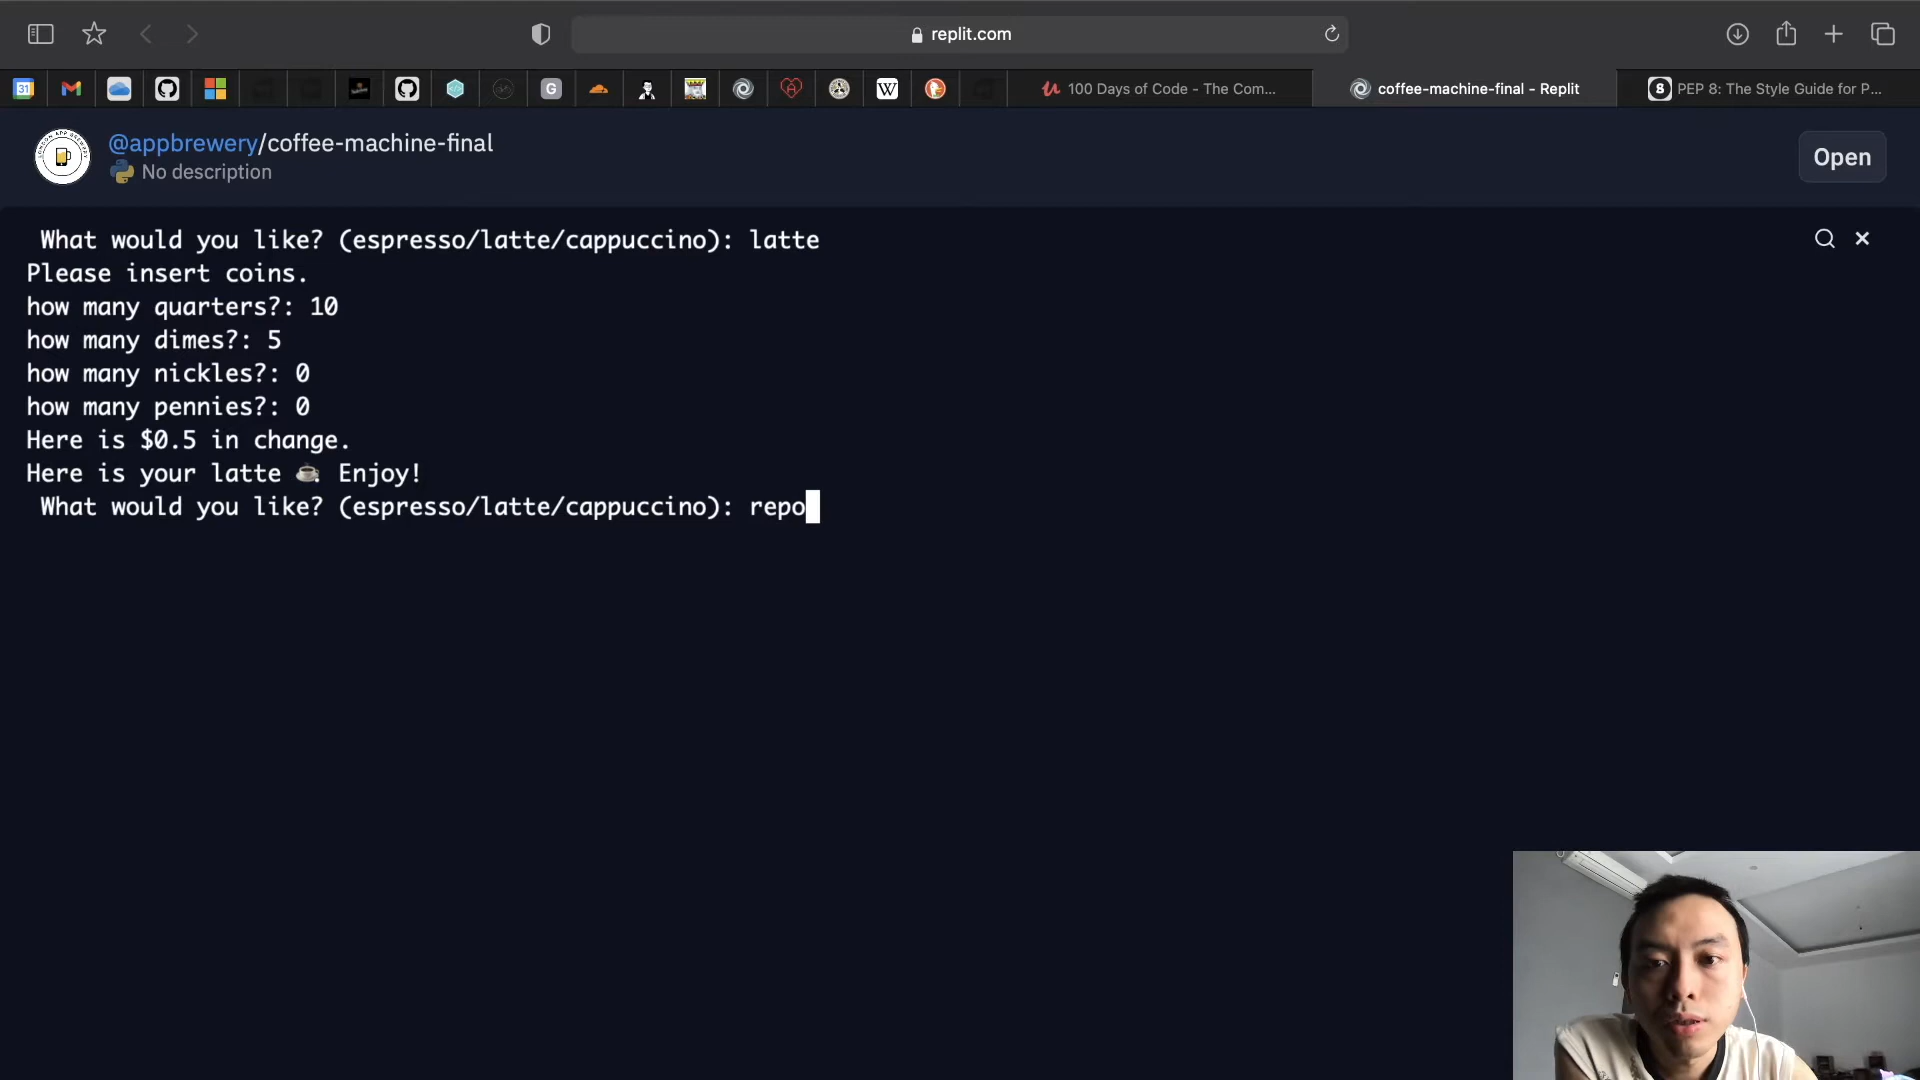 replit.com
100 Days of Code - The Com...
coffee-machine-final - Replit
PEP 8: The Style Guide for P...
@appbrewery/coffee-machine-final
No description
Open
What would you like? (espresso/latte/cappuccino): latte
Please insert coins.
how many quarters?: 10
how many dimes?: 5
how many nickles?: 0
how many pennies?: 0
Here is $0.5 in change.
Here is your latte ☕️ Enjoy!
What would you like? (espresso/latte/cappuccino): repo